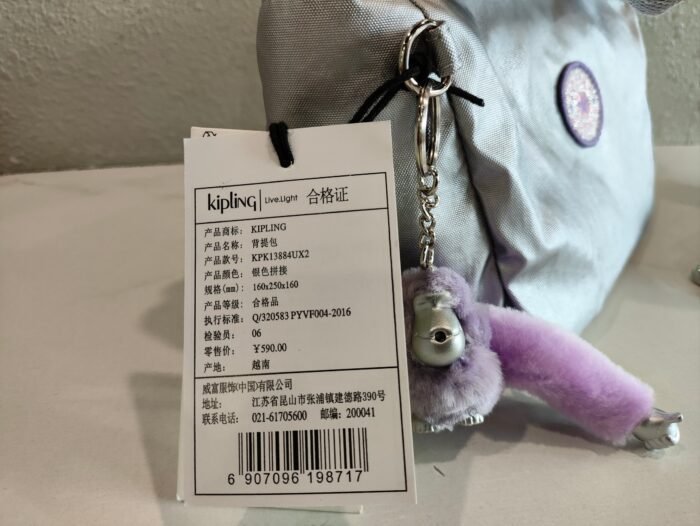 kipling Live.Light 合格证
产品商标: KIPLING
产品名称: 背提包
产品款号: KPK13884UX2
产品颜色: 银色拼接
规格(mm): 160x250x160
产品等级: 合格品
执行标准: Q/320583 PYVF004-2016
检验员: 06
零售价: ￥590.00
产地: 越南
威富服饰(中国)有限公司
地址: 江苏省昆山市张浦镇建德路390号
联系电话: 021-61705600 邮编: 200041
6 907096 198717